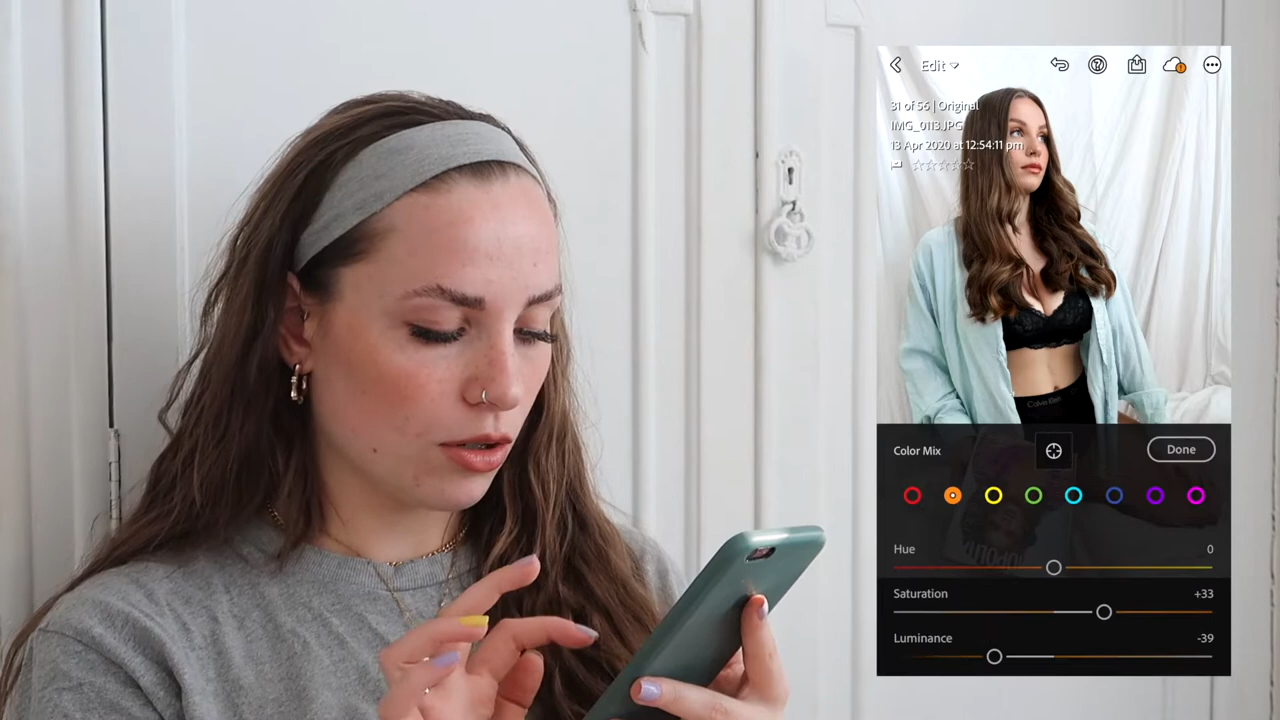 Edit
31 of 56 | Original
IMG_0113.JPG
13 Apr 2020 at 12:54:11 pm
Color Mix
Done
Hue
0
Saturation
+33
Luminance
-39